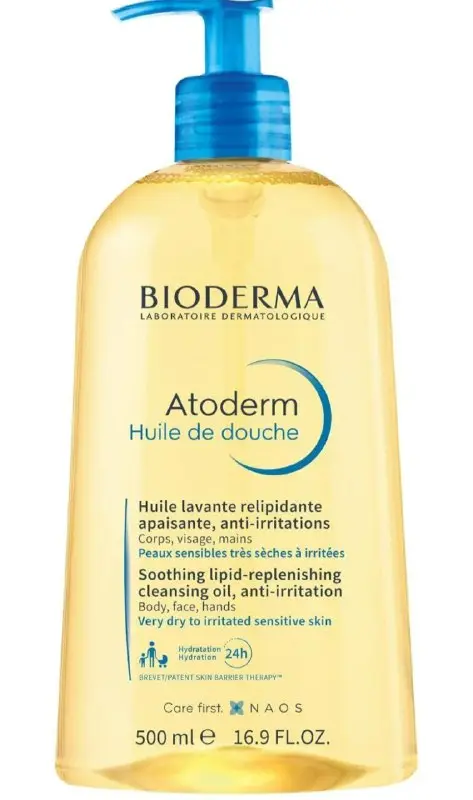 BIODERMA
LABORATOIRE DERMATOLOGIQUE
Atoderm
Huile de douche
Huile lavante relipidante
apaisante, anti-irritations
Corps, visage, mains
Peaux sensibles très sèches à irritées
Soothing lipid-replenishing
cleansing oil, anti-irritation
Body, face, hands
Very dry to irritated sensitive skin
Hydratation
Hydration
24h
BREVET/PATENT SKIN BARRIER THERAPY™
Care first. NAOS
500 ml e 16.9 FL.OZ.